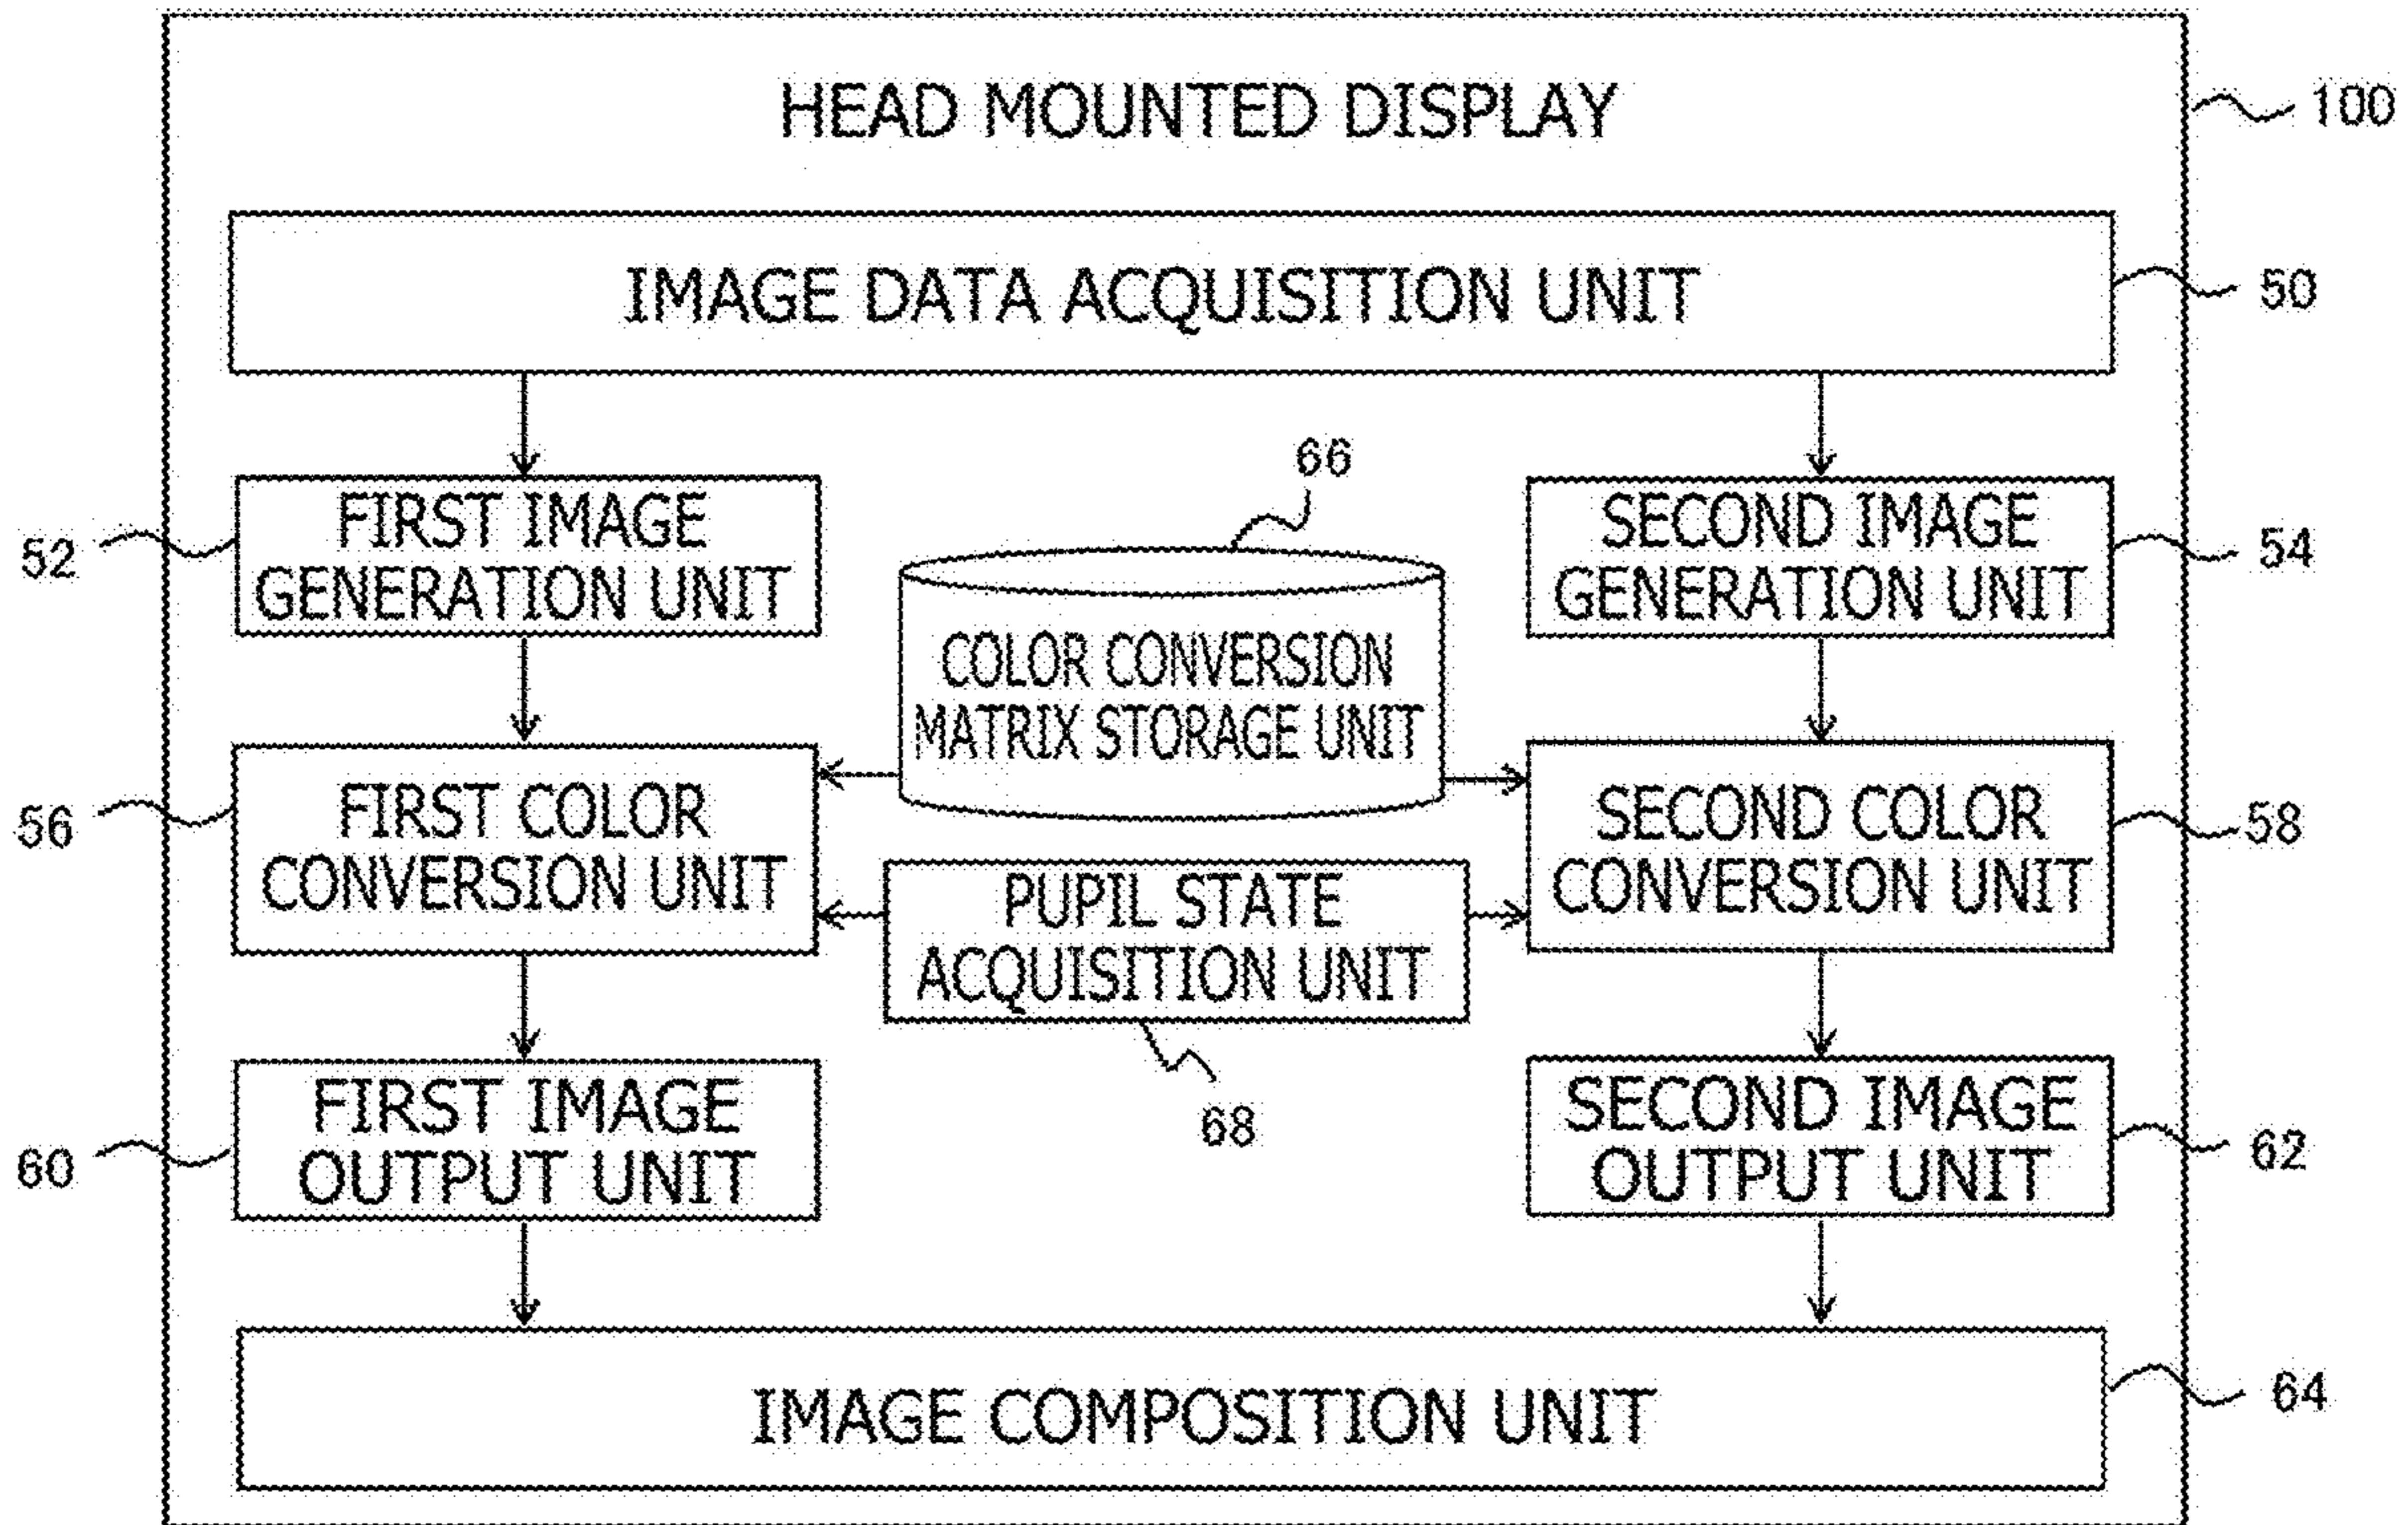 HEAD MOUNTED DISPLAY
100
IMAGE DATA ACQUISITION UNIT
50
66
52
FIRST IMAGE
GENERATION UNIT
SECOND IMAGE
GENERATION UNIT
54
COLOR CONVERSION
MATRIX STORAGE UNIT
56
FIRST COLOR
CONVERSION UNIT
SECOND COLOR
CONVERSION UNIT
58
PUPIL STATE
ACQUISITION UNIT
68
60
FIRST IMAGE
OUTPUT UNIT
SECOND IMAGE
OUTPUT UNIT
62
IMAGE COMPOSITION UNIT
64